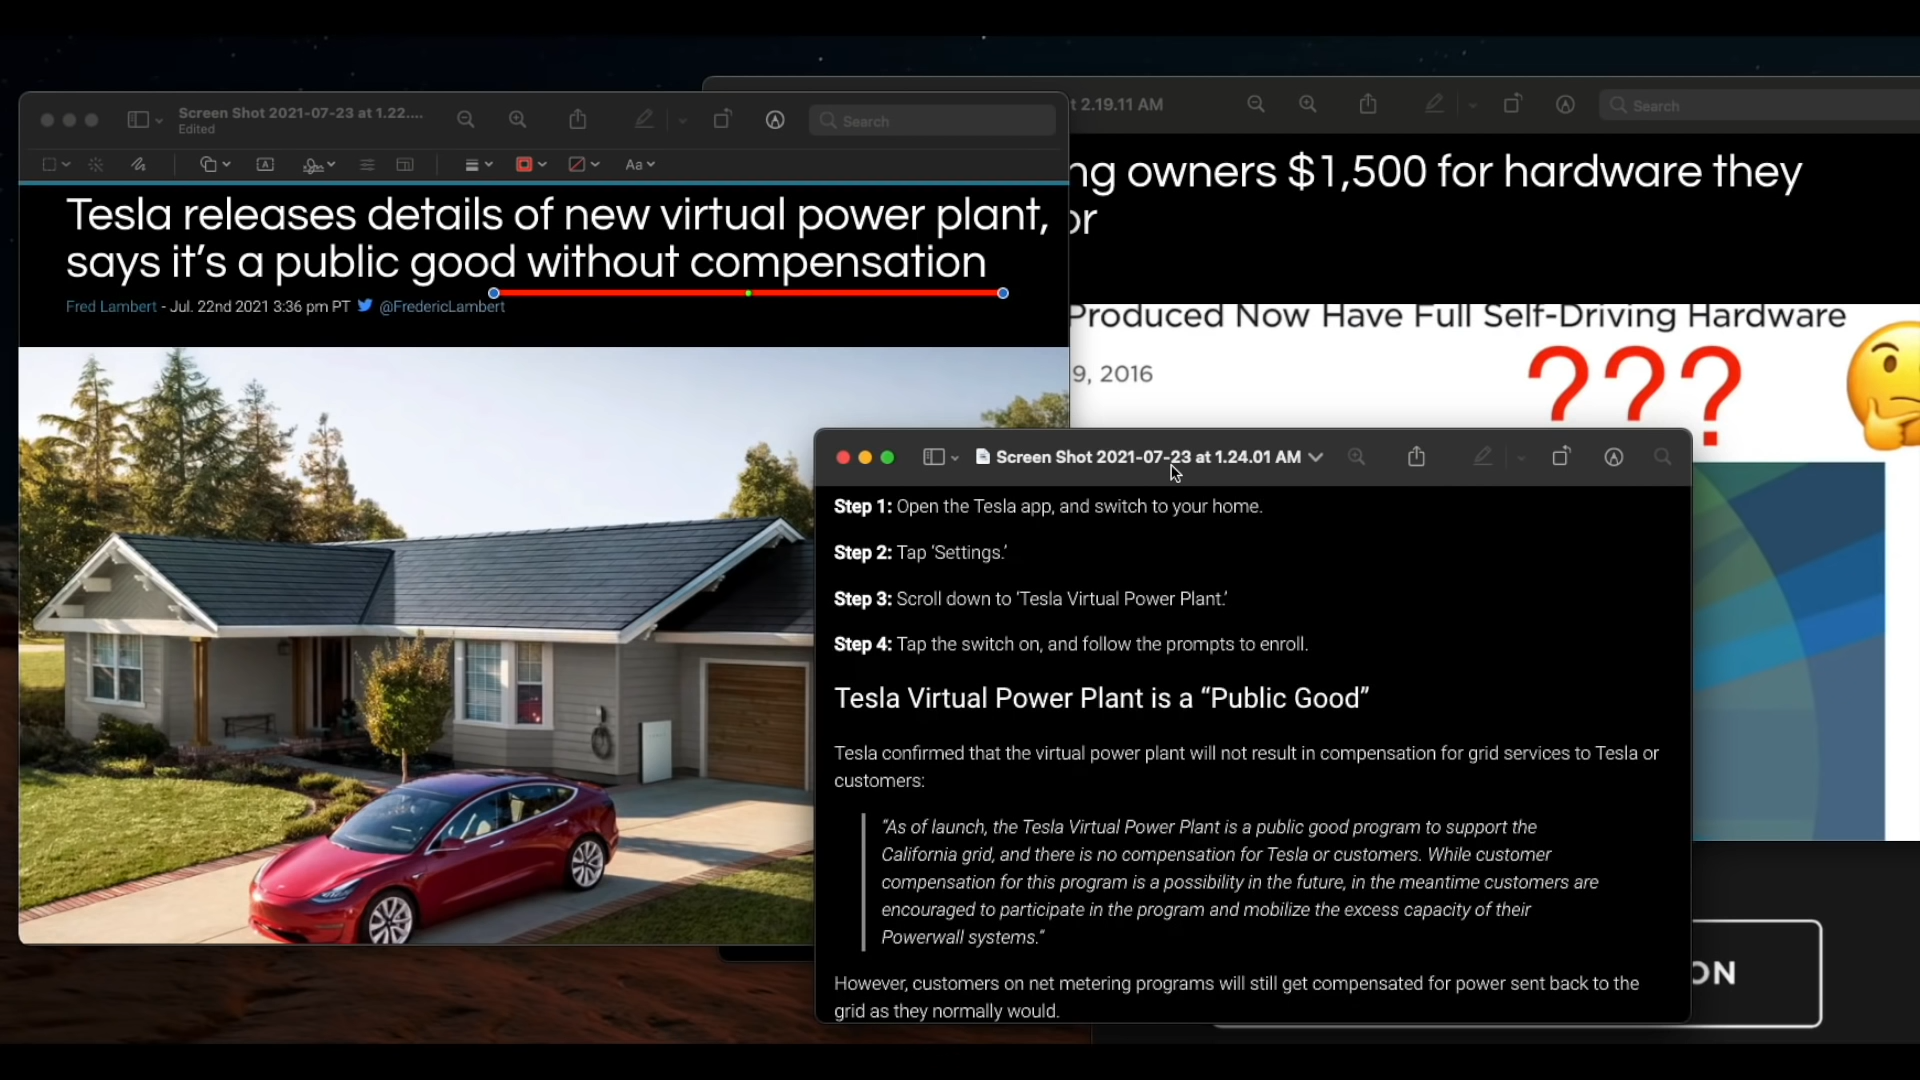 Screen Shot 2021-07-23 at 1.22....
Edited
Search
Aa
Tesla releases details of new virtual power plant,
says it's a public good without compensation
Fred Lambert - Jul. 22nd 2021 3:36 pm PT @FredericLambert
t 2.19.11 AM
Search
ng owners $1,500 for hardware they
or
Produced Now Have Full Self-Driving Hardware
9, 2016
???
Screen Shot 2021-07-23 at 1.24.01 AM
Step 1: Open the Tesla app, and switch to your home.
Step 2: Tap ‘Settings.’
Step 3: Scroll down to ‘Tesla Virtual Power Plant.’
Step 4: Tap the switch on, and follow the prompts to enroll.
Tesla Virtual Power Plant is a “Public Good”
Tesla confirmed that the virtual power plant will not result in compensation for grid services to Tesla or
customers:
“As of launch, the Tesla Virtual Power Plant is a public good program to support the
California grid, and there is no compensation for Tesla or customers. While customer
compensation for this program is a possibility in the future, in the meantime customers are
encouraged to participate in the program and mobilize the excess capacity of their
Powerwall systems.“
However, customers on net metering programs will still get compensated for power sent back to the
grid as they normally would.
ON